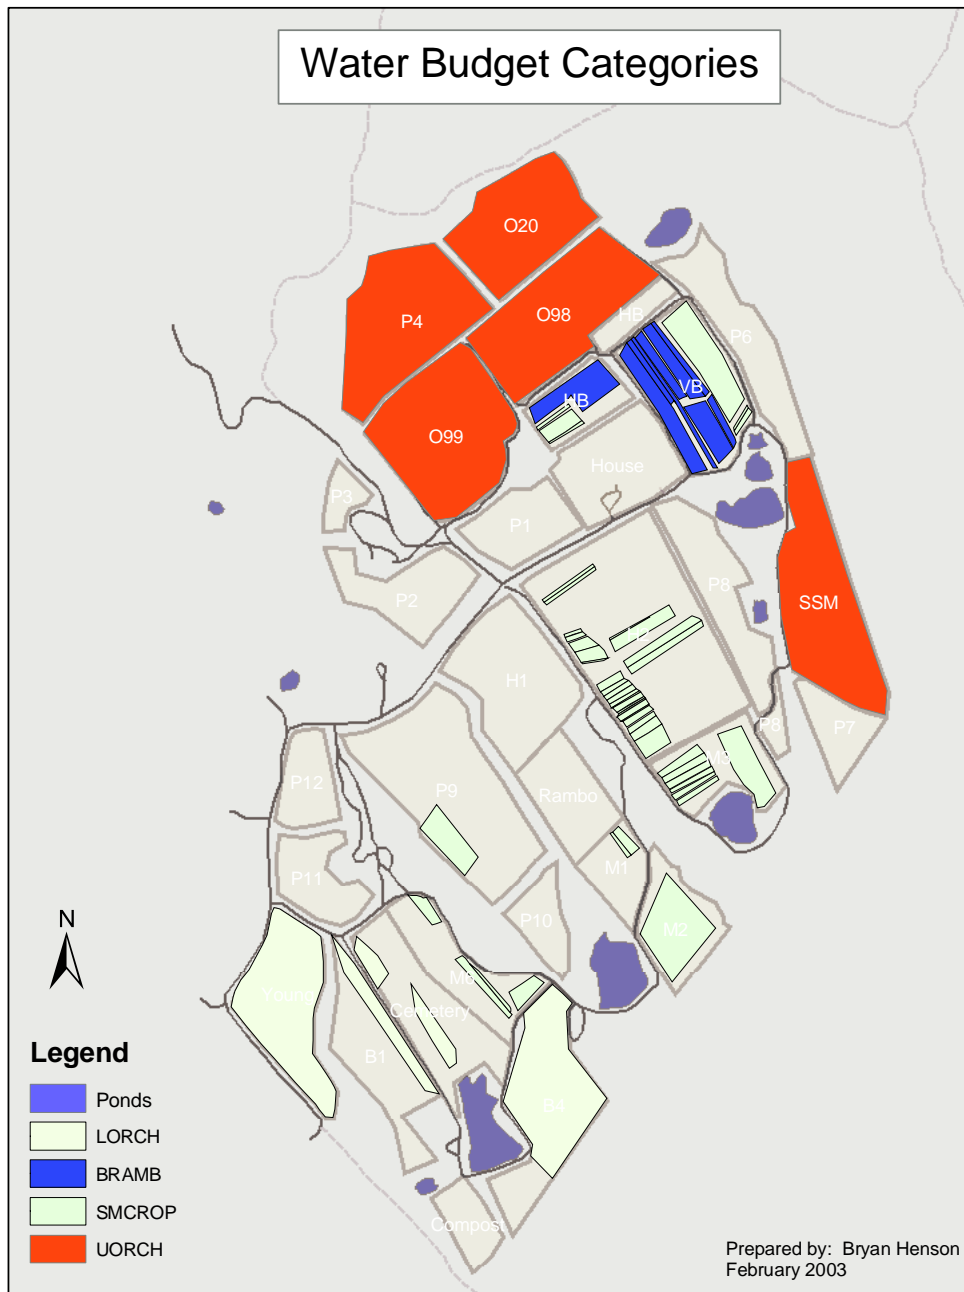 Water Budget Categories
O20
P4
O98
HB
P6
VB
HB
O99
House
P3
P1
P2
P8
SSM
H1
P8
P7
M3
P12
P9
Rambo
M1
P11
P10
M2
N
Young
Cemetery
B1
B4
Legend
Ponds
LORCH
BRAMB
SMCROP
UORCH
Compost
Prepared by: Bryan Henson
February 2003